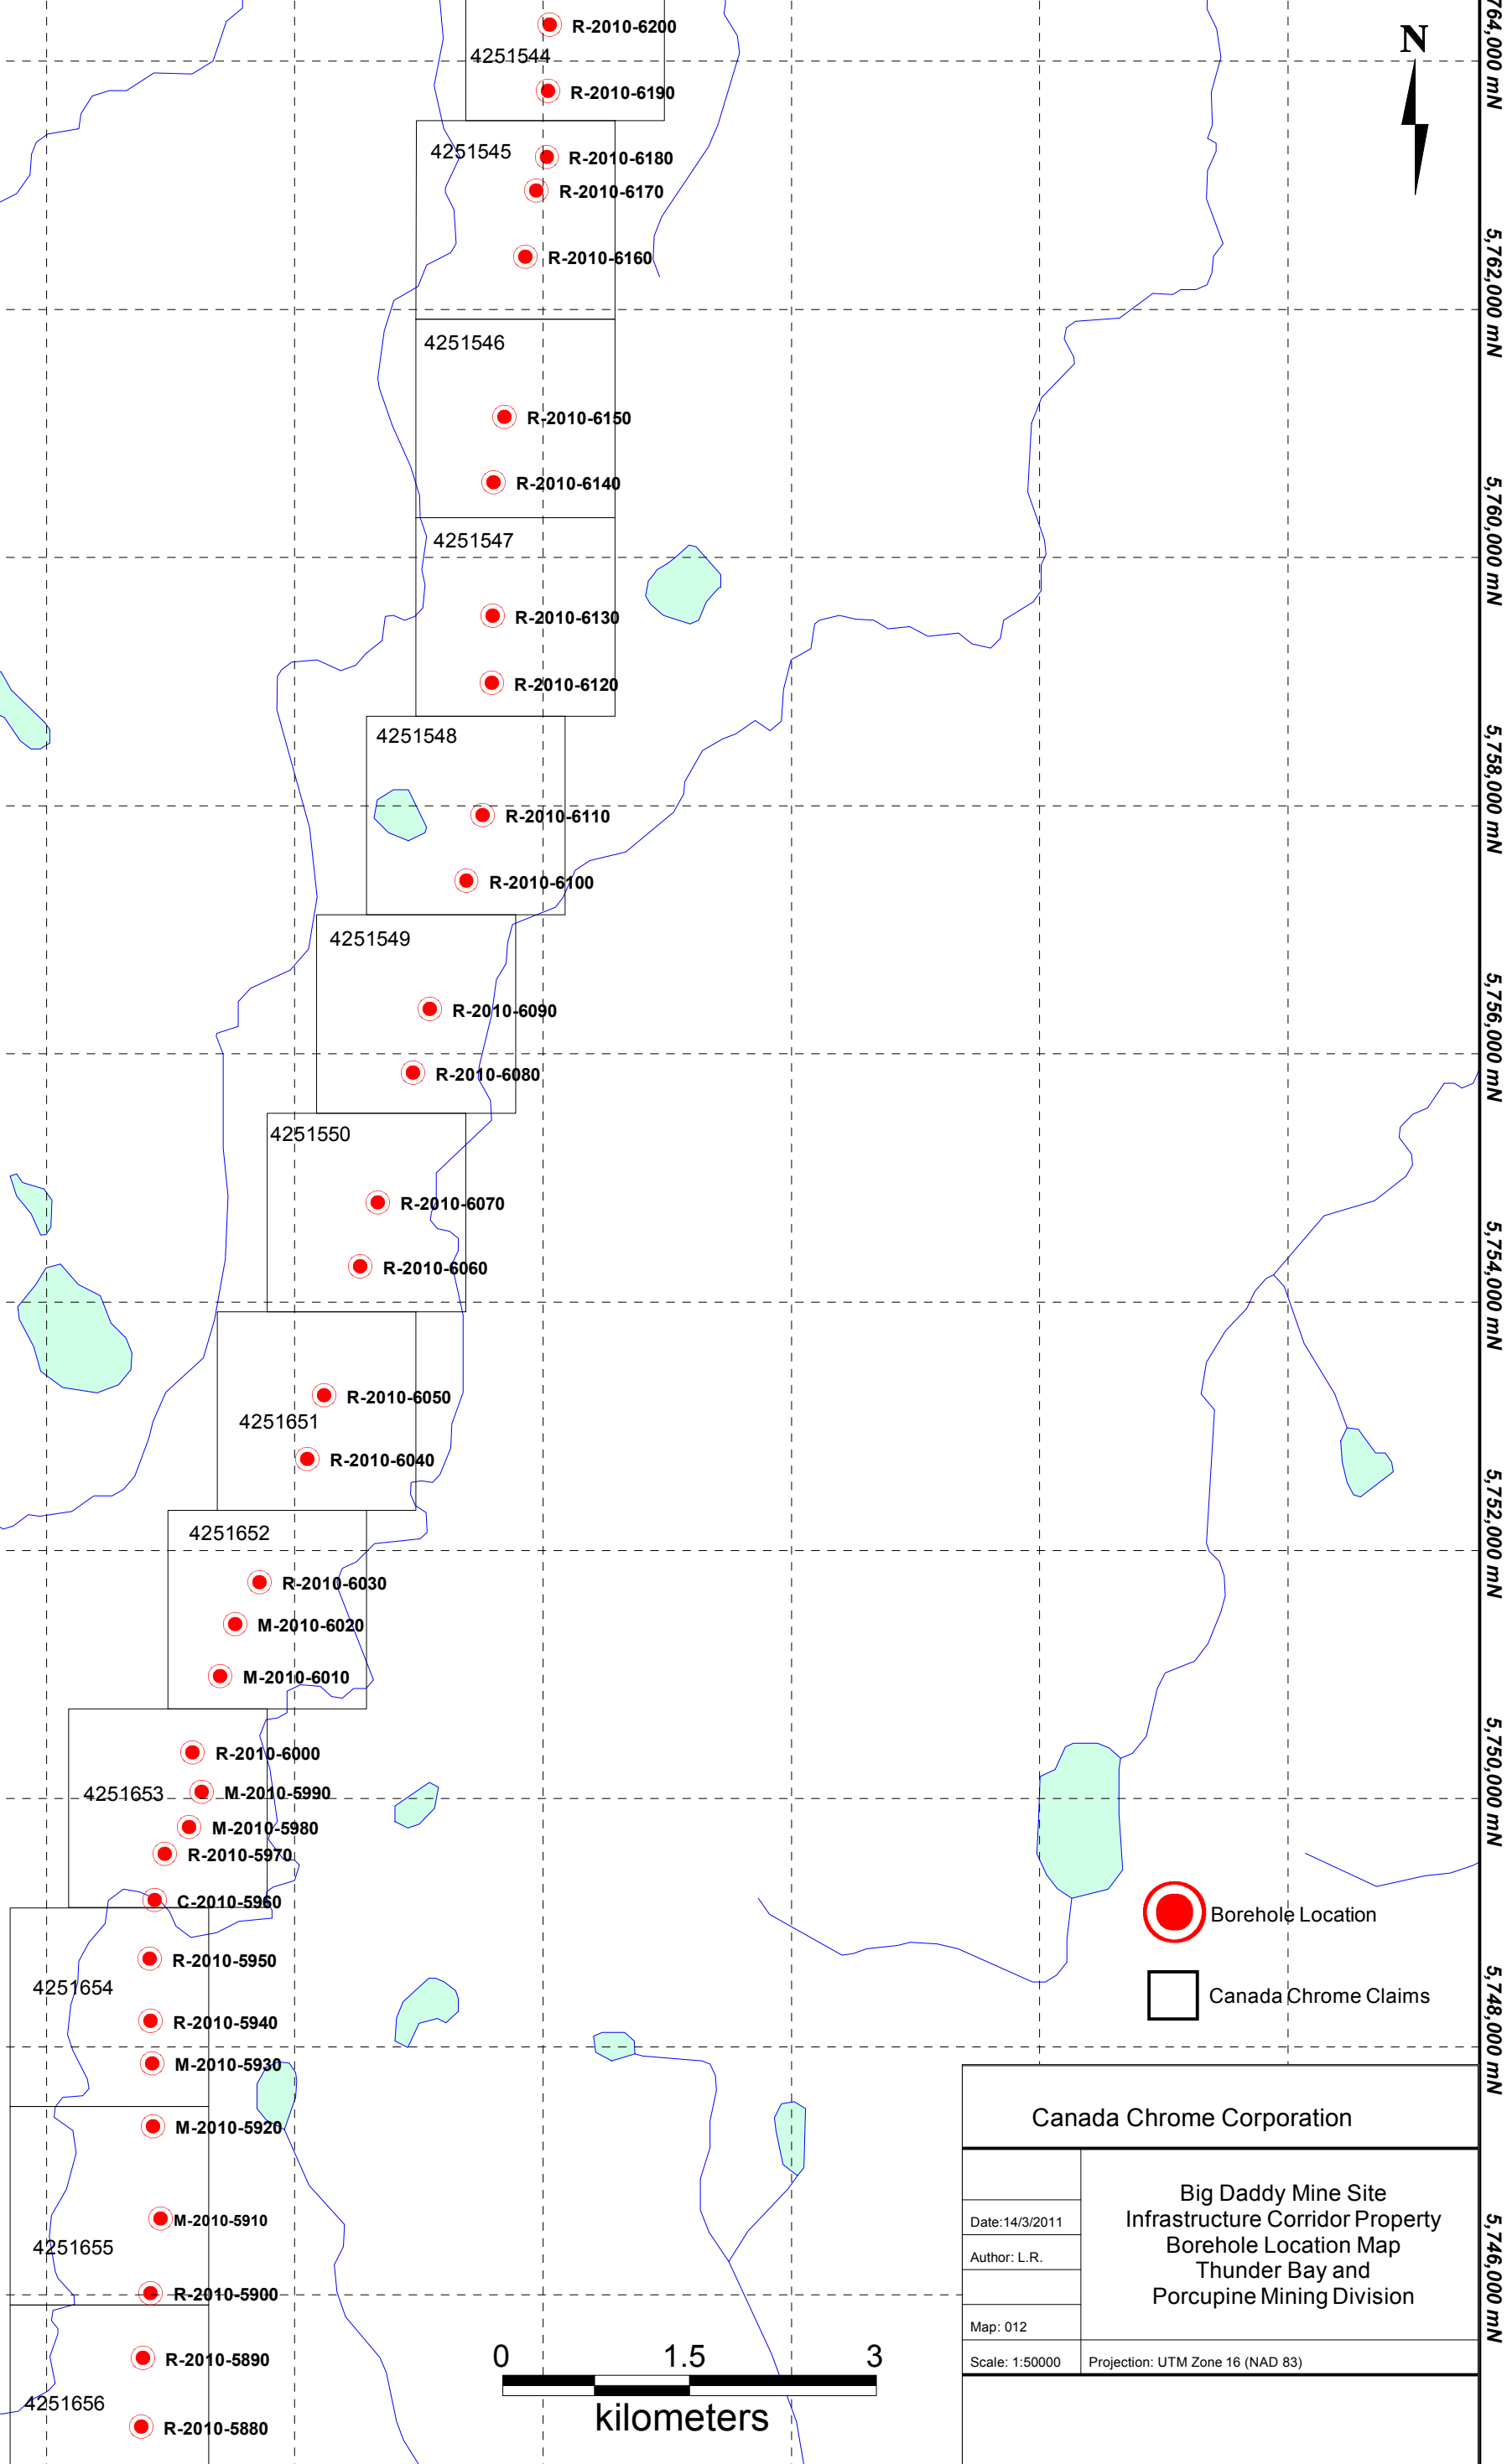 764,000 mN
N
R-2010-6200
4251544
R-2010-6190
4251545
R-2010-6180
R-2010-6170
R-2010-6160
5,762,000 mN
4251546
R-2010-6150
R-2010-6140
5,760,000 mN
4251547
R-2010-6130
R-2010-6120
4251548
5,758,000 mN
R-2010-6110
R-2010-6100
4251549
R-2010-6090
5,756,000 mN
R-2010-6080
4251550
R-2010-6070
5,754,000 mN
R-2010-6060
R-2010-6050
4251651
R-2010-6040
5,752,000 mN
4251652
R-2010-6030
M-2010-6020
M-2010-6010
R-2010-6000
5,750,000 mN
4251653
M-2010-5990
M-2010-5980
R-2010-5970
C-2010-5960
Borehole Location
R-2010-5950
4251654
Canada Chrome Claims
R-2010-5940
5,748,000 mN
M-2010-5930
M-2010-5920
M-2010-5910
4251655
R-2010-5900
5,746,000 mN
R-2010-5890
4251656
R-2010-5880
0 1.5 3
kilometers
Canada Chrome Corporation
Big Daddy Mine Site
Infrastructure Corridor Property
Borehole Location Map
Thunder Bay and
Porcupine Mining Division
Date:14/3/2011
Author: L.R.
Map: 012
Scale: 1:50000
Projection: UTM Zone 16 (NAD 83)